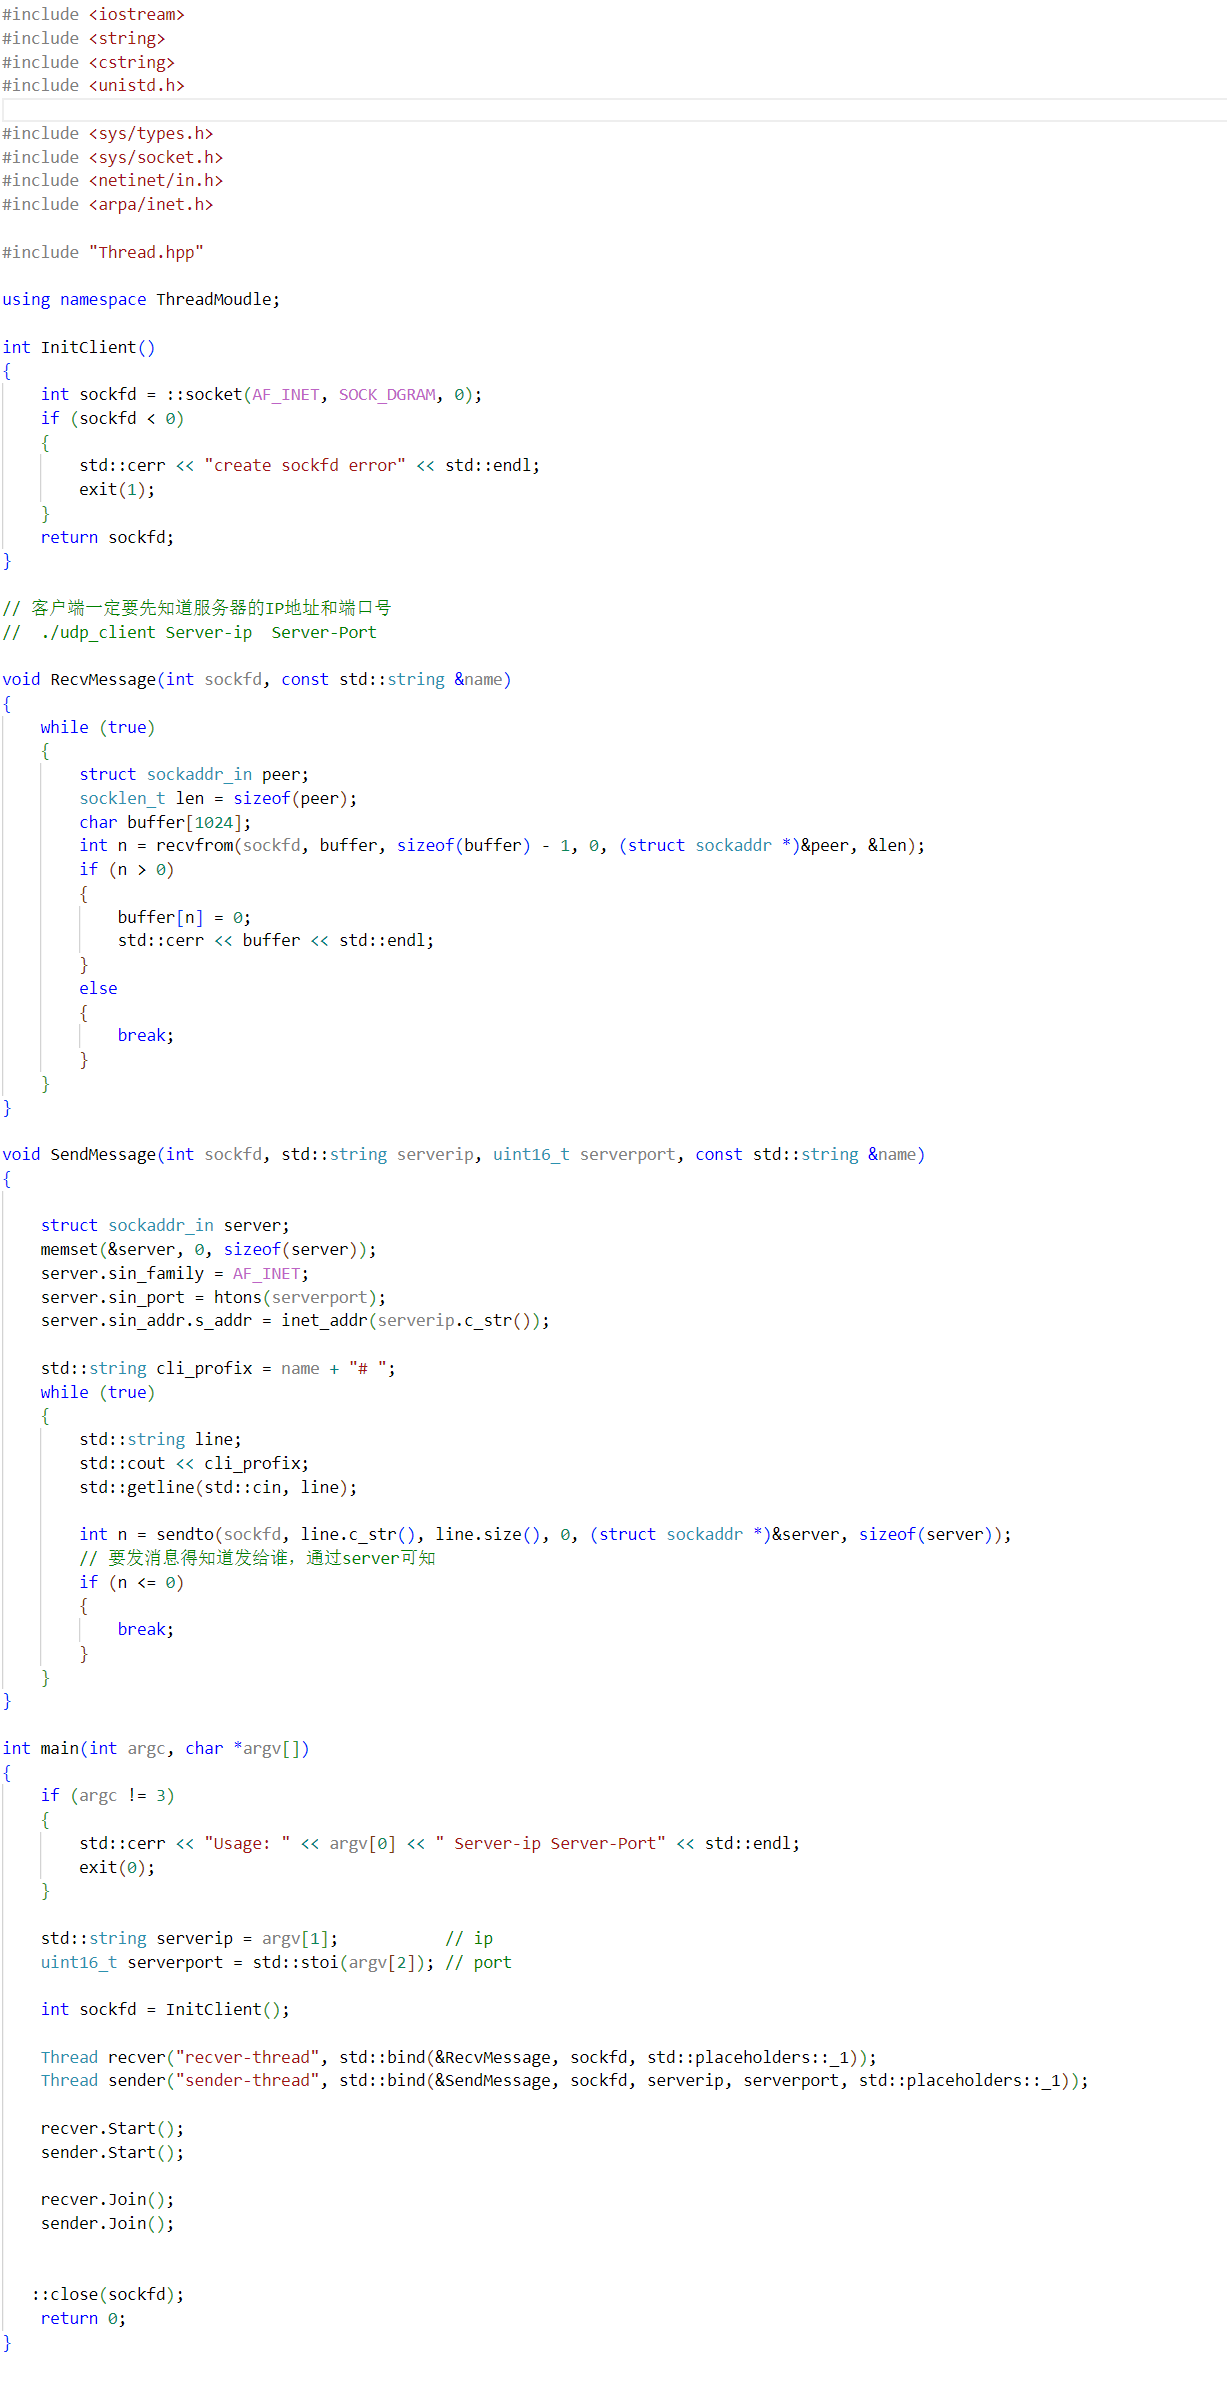 #include <iostream>
#include <string>
#include <cstring>
#include <unistd.h>

#include <sys/types.h>
#include <sys/socket.h>
#include <netinet/in.h>
#include <arpa/inet.h>

#include "Thread.hpp"

using namespace ThreadMoudle;

int InitClient()
{
    int sockfd = ::socket(AF_INET, SOCK_DGRAM, 0);
    if (sockfd < 0)
    {
        std::cerr << "create sockfd error" << std::endl;
        exit(1);
    }
    return sockfd;
}

// 客户端一定要先知道服务器的IP地址和端口号
//  ./udp_client Server-ip  Server-Port

void RecvMessage(int sockfd, const std::string &name)
{
    while (true)
    {
        struct sockaddr_in peer;
        socklen_t len = sizeof(peer);
        char buffer[1024];
        int n = recvfrom(sockfd, buffer, sizeof(buffer) - 1, 0, (struct sockaddr *)&peer, &len);
        if (n > 0)
        {
            buffer[n] = 0;
            std::cerr << buffer << std::endl;
        }
        else
        {
            break;
        }
    }
}

void SendMessage(int sockfd, std::string serverip, uint16_t serverport, const std::string &name)
{

    struct sockaddr_in server;
    memset(&server, 0, sizeof(server));
    server.sin_family = AF_INET;
    server.sin_port = htons(serverport);
    server.sin_addr.s_addr = inet_addr(serverip.c_str());

    std::string cli_profix = name + "# ";
    while (true)
    {
        std::string line;
        std::cout << cli_profix;
        std::getline(std::cin, line);

        int n = sendto(sockfd, line.c_str(), line.size(), 0, (struct sockaddr *)&server, sizeof(server));
        // 要发消息得知道发给谁，通过server可知
        if (n <= 0)
        {
            break;
        }
    }
}

int main(int argc, char *argv[])
{
    if (argc != 3)
    {
        std::cerr << "Usage: " << argv[0] << " Server-ip Server-Port" << std::endl;
        exit(0);
    }

    std::string serverip = argv[1];           // ip
    uint16_t serverport = std::stoi(argv[2]); // port

    int sockfd = InitClient();

    Thread recver("recver-thread", std::bind(&RecvMessage, sockfd, std::placeholders::_1));
    Thread sender("sender-thread", std::bind(&SendMessage, sockfd, serverip, serverport, std::placeholders::_1));

    recver.Start();
    sender.Start();

    recver.Join();
    sender.Join();


   ::close(sockfd);
    return 0;
}